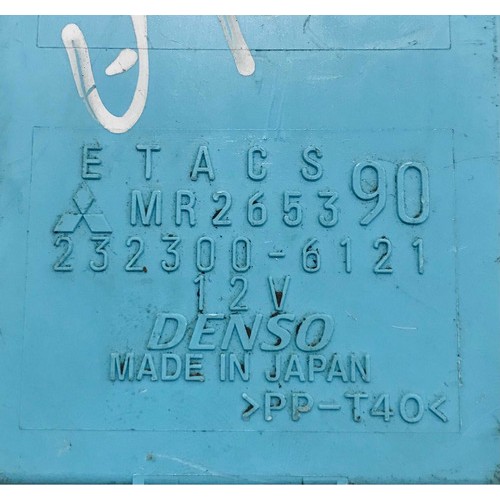 ETACS
MR265390
232300-6121
12V
DENSO
MADE IN JAPAN
>PP-T40<